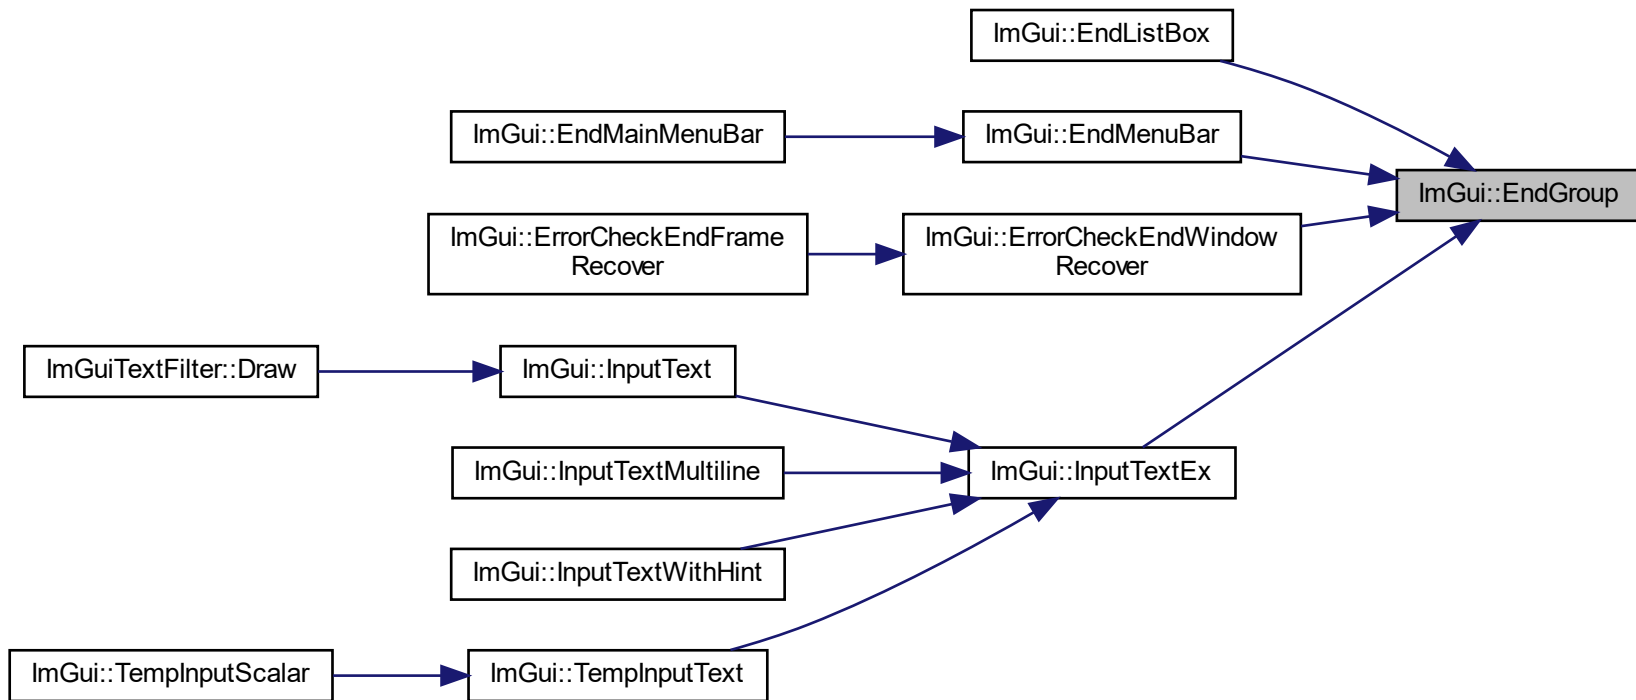 ImGui::EndListBox
ImGui::EndMainMenuBar
ImGui::EndMenuBar
ImGui::EndGroup
ImGui::ErrorCheckEndFrame
Recover
ImGui::ErrorCheckEndWindow
Recover
ImGuiTextFilter::Draw
ImGui::InputText
ImGui::InputTextMultiline
ImGui::InputTextEx
ImGui::InputTextWithHint
ImGui::TempInputScalar
ImGui::TempInputText